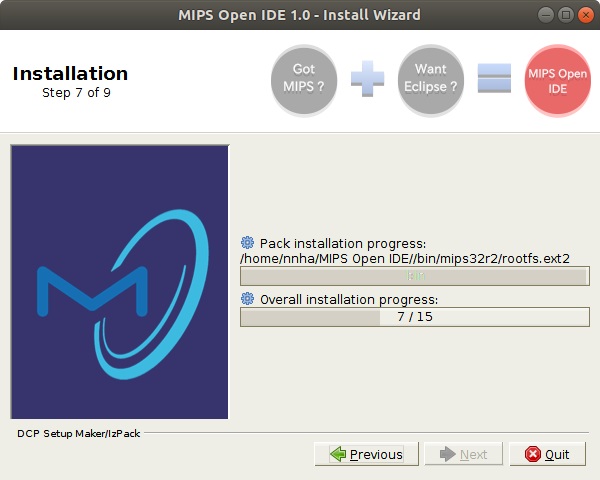 MIPS Open IDE 1.0 - Install Wizard
Installation
Step 7 of 9
Got
MIPS ?
Want
Eclipse ?
MIPS Open
IDE
Pack installation progress:
/home/nnha/MIPS Open IDE//bin/mips32r2/rootfs.ext2
bin
Overall installation progress:
7 / 15
DCP Setup Maker/IzPack
Previous
Next
Quit